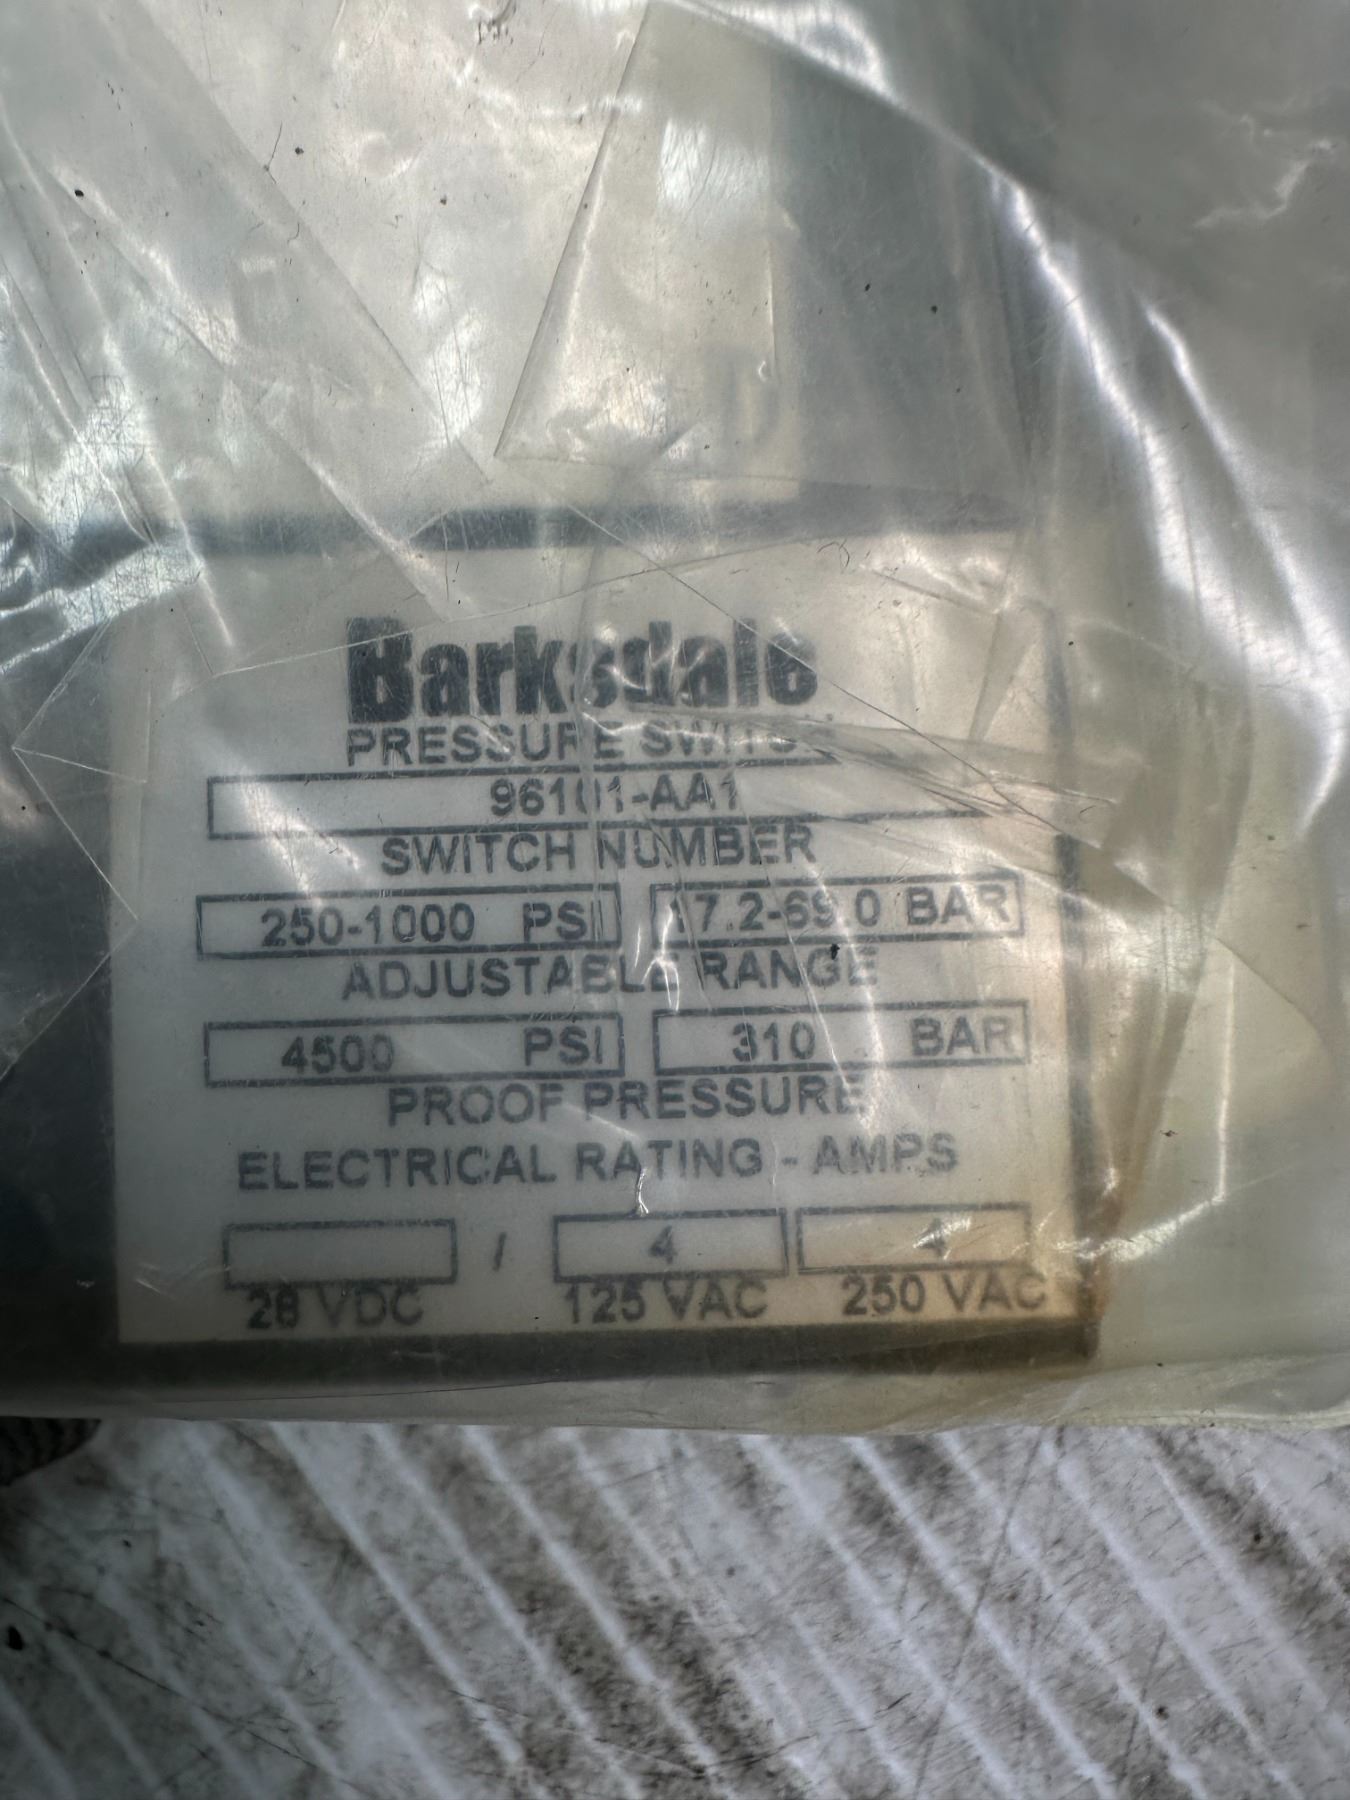 Barksdale
PRESSURE SWITCH
96101-AA1
SWITCH NUMBER
250-1000 PSI 17.2-69.0 BAR
ADJUSTABLE RANGE
4500 PSI 310 BAR
PROOF PRESSURE
ELECTRICAL RATING - AMPS
/ 4 4
28 VDC 125 VAC 250 VAC